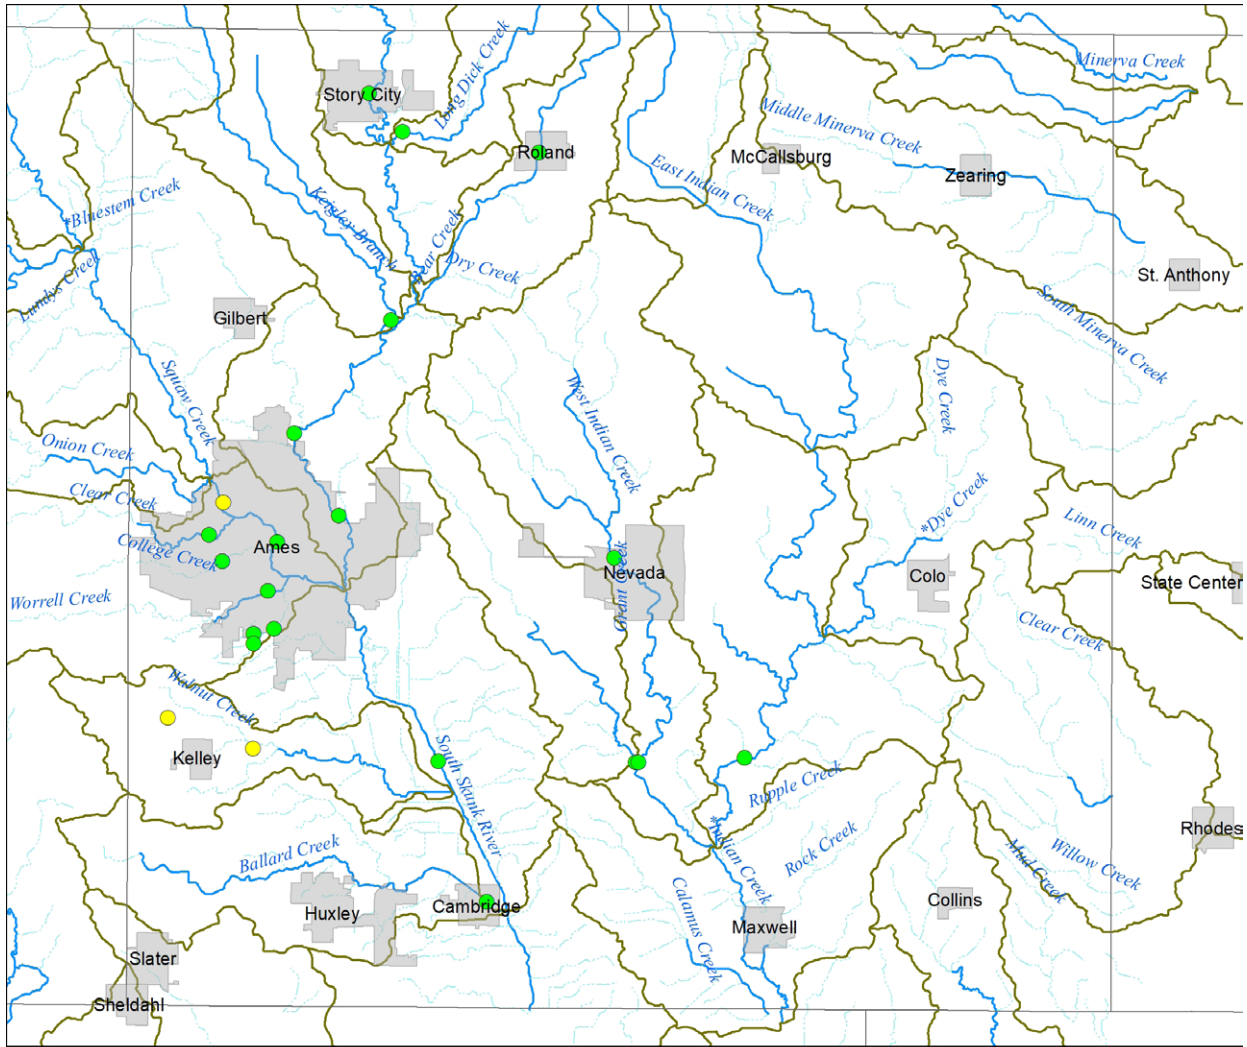 Minerva Creek
Long Dick Creek
Story City
Middle Minerva Creek
Roland
McCallsburg
Zearing
East Indian Creek
*Bluestem Creek
Keigley Branch
Bear Creek
Dry Creek
Lundys Creek
St. Anthony
South Minerva Creek
Gilbert
Squaw Creek
West Indian Creek
Dye Creek
Onion Creek
Clear Creek
*Dye Creek
Linn Creek
College Creek
Ames
Grant Creek
Nevada
Colo
State Center
Worrell Creek
Clear Creek
Walnut Creek
Kelley
South Skunk River
Rupple Creek
Rhodes
Ballard Creek
*Indian Creek
Rock Creek
Mud Creek
Willow Creek
Huxley
Cambridge
Calamus Creek
Maxwell
Collins
Slater
Sheldahl